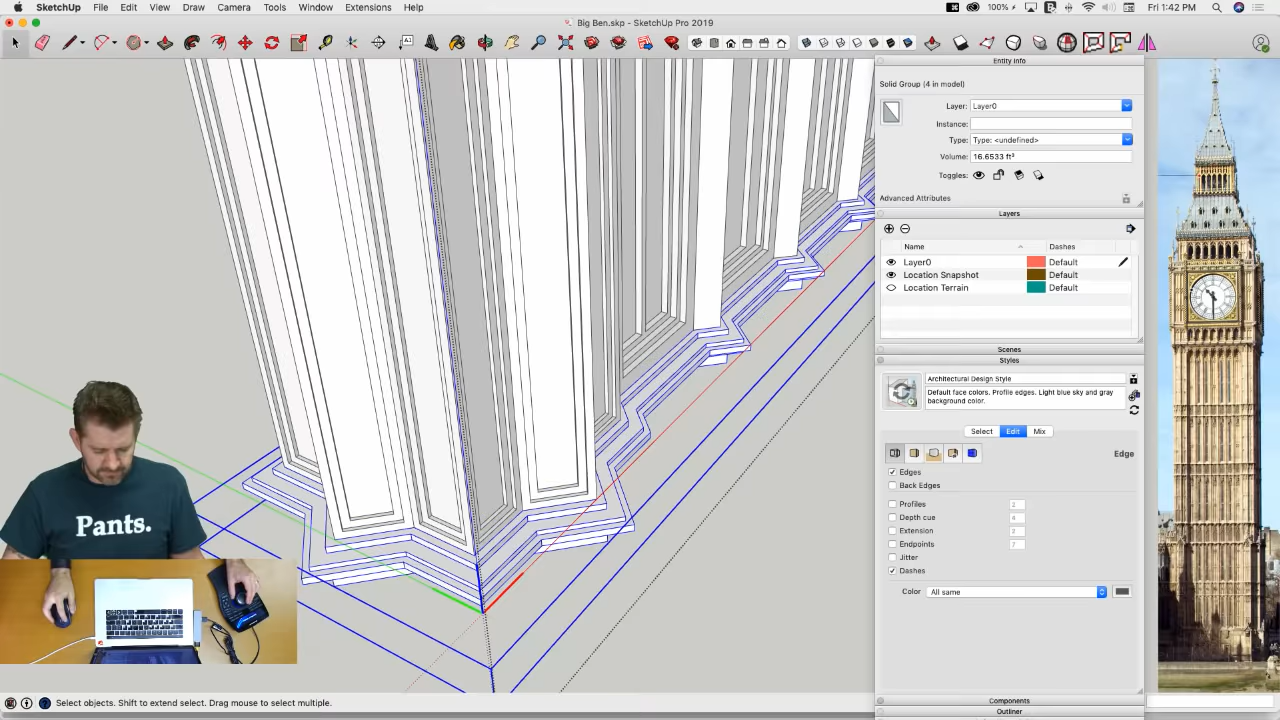 SketchUp File Edit View Draw Camera Tools Window Extensions Help
100% Fri 1:42 PM
Big Ben.skp - SketchUp Pro 2019
Entity Info
Solid Group (4 in model)
Layer: Layer0
Instance:
Type: Type: <undefined>
Volume: 16.6533 ft³
Toggles:
Advanced Attributes
Layers
Name Dashes
Layer0 Default
Location Snapshot Default
Location Terrain Default
Scenes
Styles
Architectural Design Style
Default face colors. Profile edges. Light blue sky and gray
background color.
Select Edit Mix
Edge
Edges
Back Edges
Profiles 2
Depth cue 4
Extension 2
Endpoints 7
Jitter
Dashes
Color All same
Pants.
Select objects. Shift to extend select. Drag mouse to select multiple.
Components
Outliner